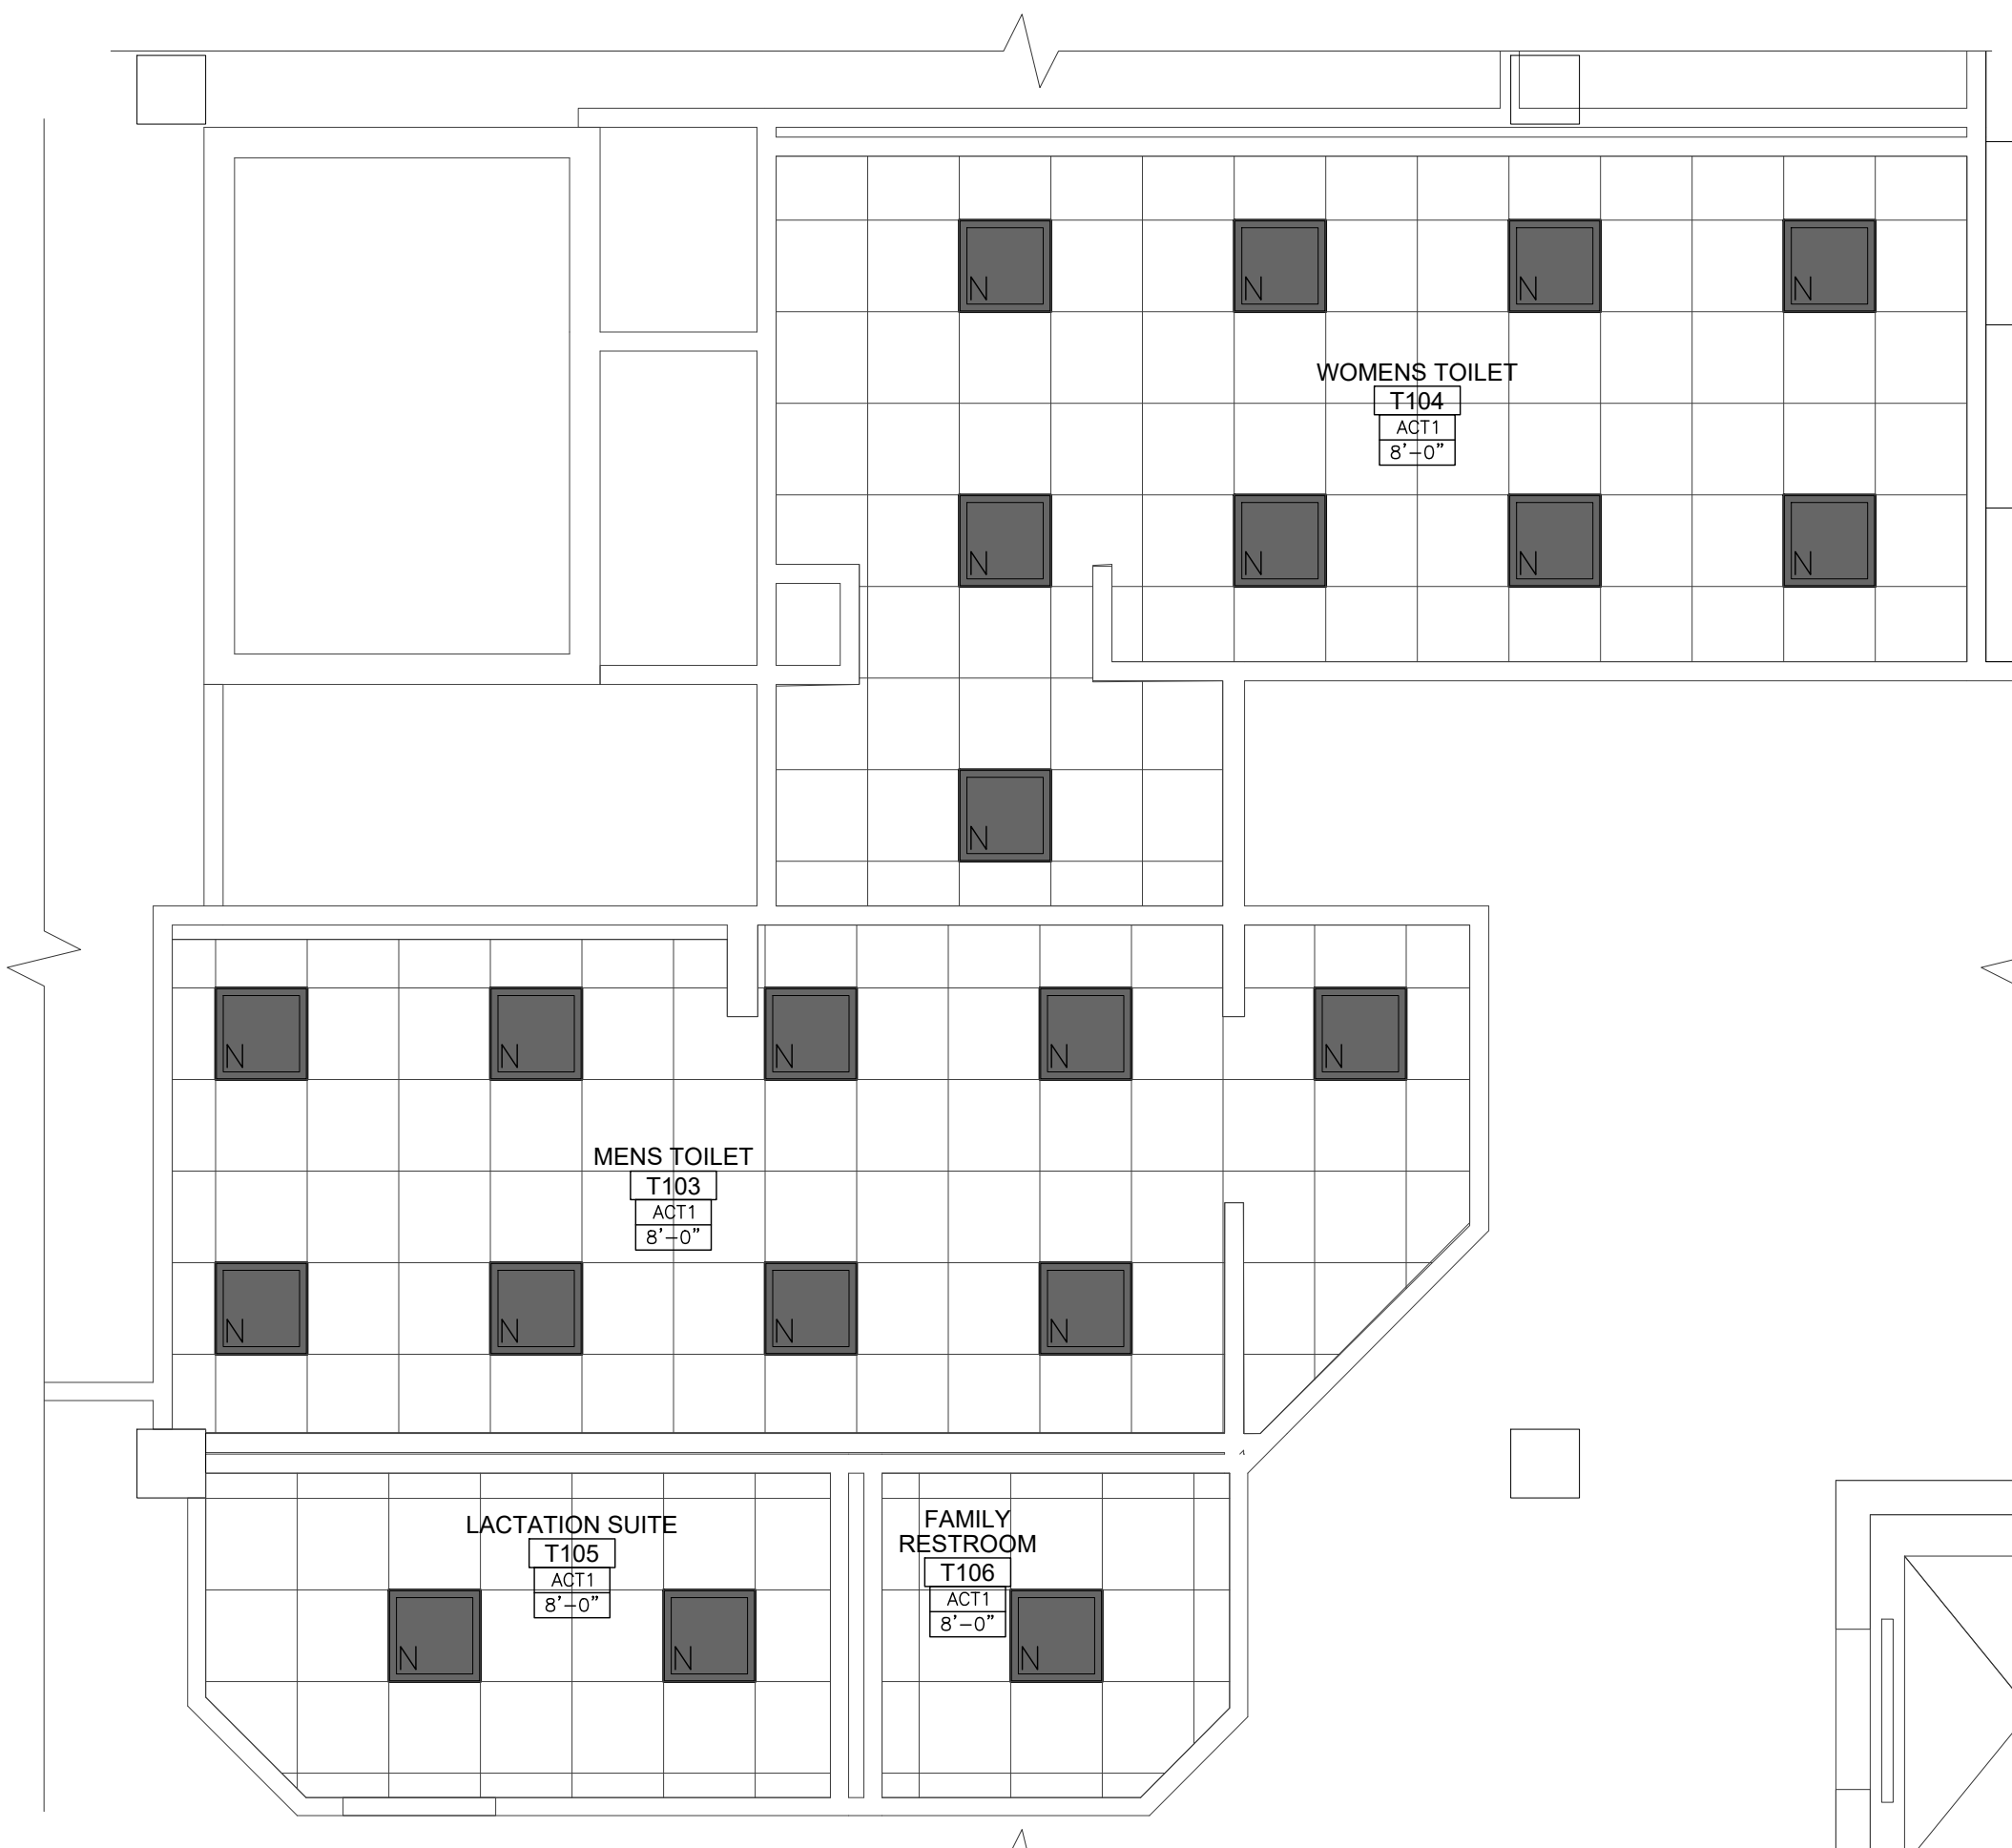 N
N
N
N
WOMENS TOILET
T104
ACT1
8'-0"
N
N
N
N
N
N
N
N
N
N
MENS TOILET
T103
ACT1
8'-0"
N
N
N
N
LACTATION SUITE
T105
ACT1
8'-0"
FAMILY
RESTROOM
T106
ACT1
8'-0"
N
N
N